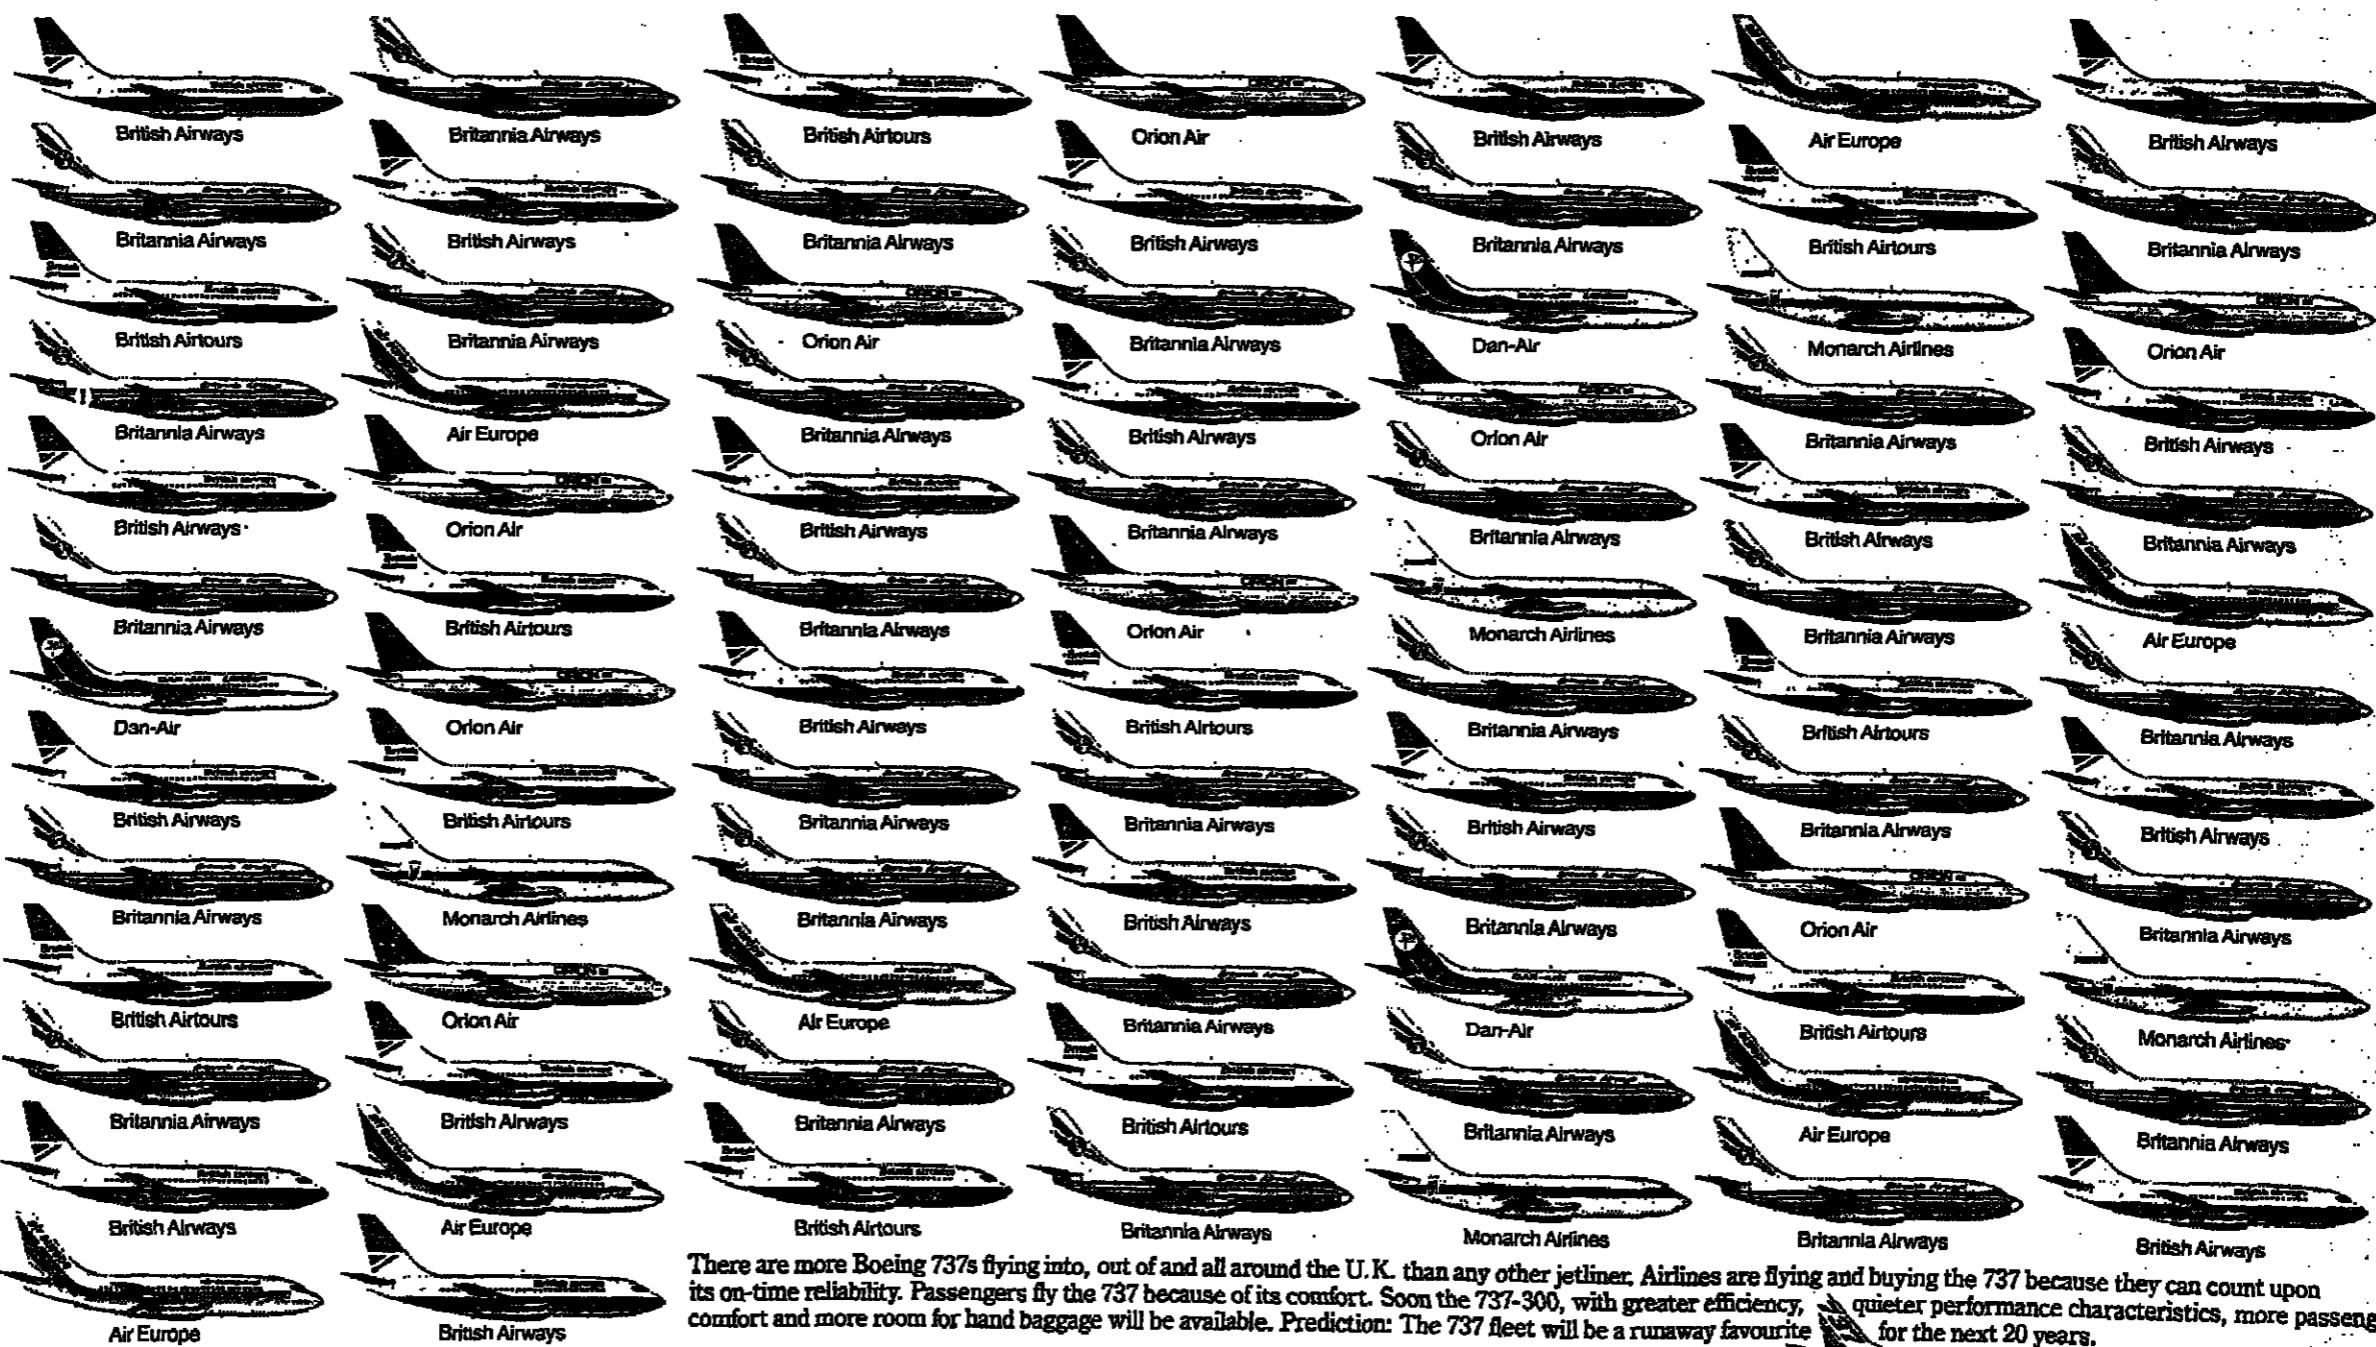 British Airways
Britannia Airways
British Airtours
Orion Air
British Airways
Air Europe
British Airways
Britannia Airways
British Airways
Britannia Airways
British Airways
Britannia Airways
British Airtours
Britannia Airways
British Airtours
Britannia Airways
Orion Air
Britannia Airways
Dan-Air
Monarch Airlines
Orion Air
Britannia Airways
Air Europe
Britannia Airways
British Airways
Orion Air
Britannia Airways
British Airways
British Airways
Orion Air
British Airways
Britannia Airways
Britannia Airways
British Airways
Britannia Airways
Britannia Airways
British Airtours
Britannia Airways
Orion Air
Monarch Airlines
Britannia Airways
Air Europe
Dan-Air
Orion Air
British Airways
British Airtours
Britannia Airways
British Airtours
Britannia Airways
British Airways
British Airtours
Britannia Airways
Britannia Airways
British Airways
Britannia Airways
British Airways
Britannia Airways
Monarch Airlines
Britannia Airways
British Airways
Britannia Airways
Orion Air
Britannia Airways
British Airtours
Orion Air
Air Europe
Britannia Airways
Dan-Air
British Airtours
Monarch Airlines
Britannia Airways
British Airways
Britannia Airways
British Airtours
Britannia Airways
Air Europe
Britannia Airways
British Airways
Air Europe
British Airtours
Britannia Airways
Monarch Airlines
Britannia Airways
British Airways
Air Europe
British Airways
There are more Boeing 737s flying into, out of and all around the U.K. than any other jetliner. Airlines are flying and buying the 737 because they can count upon
its on-time reliability. Passengers fly the 737 because of its comfort. Soon the 737-300, with greater efficiency, quieter performance characteristics, more passeng
comfort and more room for hand baggage will be available. Prediction: The 737 fleet will be a runaway favourite for the next 20 years.